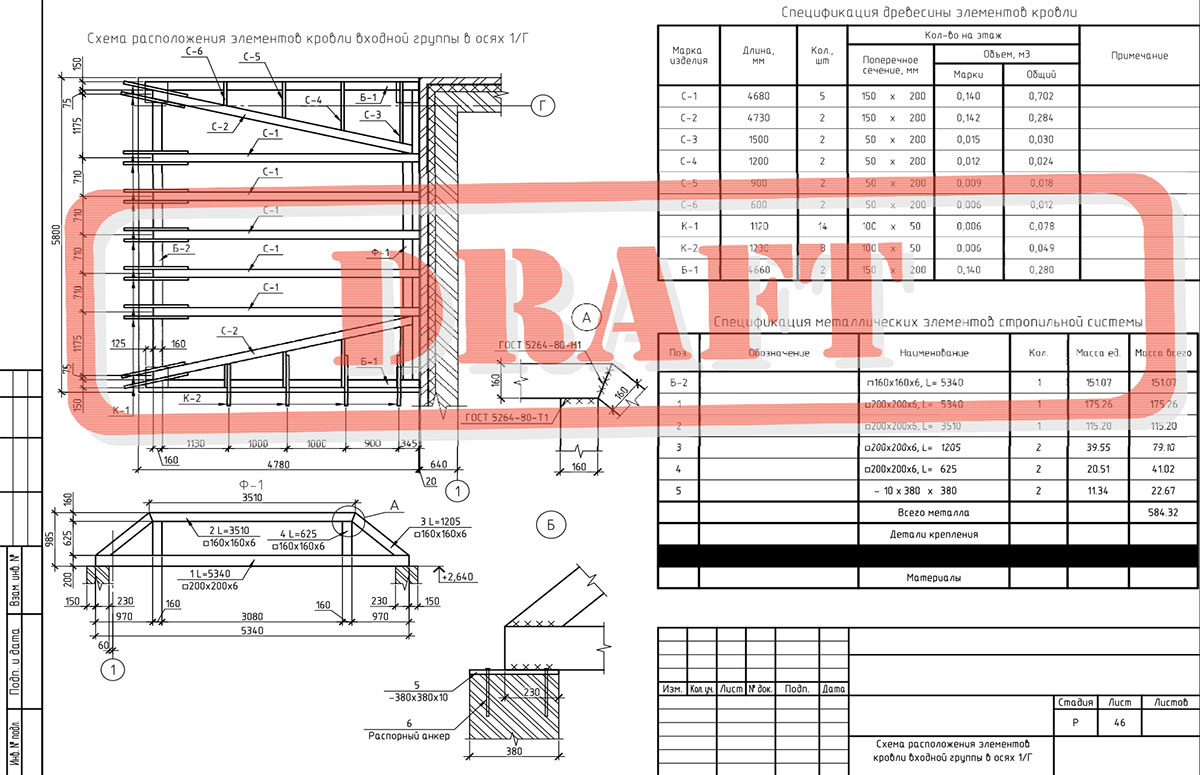 Схема расположения элементов кровли входной группы в осях 1/Г
С-6
С-5
С-4
Б-1
С-3
С-2
С-1
С-1
С-1
С-1
С-1
Б-2
Ф-1
С-2
Б-1
К-1
К-2
Г
1
150
75
1175
710
710
710
710
1175
75
150
5800
125
160
1130
1000
1000
900
345
160
4780
640
20
А
ГОСТ 5264-80-Н1
160
160
ГОСТ 5264-80-Т1
160
Ф-1
3510
А
160
625
985
200
2 L=3510
□160х160х6
4 L=625
□160х160х6
3 L=1205
□160х160х6
1 L=5340
□200х200х6
+2,640
150
230
160
160
230
150
970
3080
970
5340
60
1
Б
5
-380х380х10
230
6
Распорный анкер
380
Спецификация древесины элементов кровли
Марка изделия
Длина, мм
Кол., шт
Кол-во на этаж
Поперечное сечение, мм
Объем, м3
Марки
Общий
Примечание
С-1 4680 5 150 х 200 0,140 0,702
С-2 4730 2 150 х 200 0,142 0,284
С-3 1500 2 50 х 200 0,015 0,030
С-4 1200 2 50 х 200 0,012 0,024
С-5 900 2 50 х 200 0,009 0,018
С-6 600 2 50 х 200 0,006 0,012
К-1 1120 14 100 х 50 0,006 0,078
К-2 1230 8 100 х 50 0,006 0,049
Б-1 4660 2 150 х 200 0,140 0,280
DRAFT
Спецификация металлических элементов стропильной системы
Поз. Обозначение Наименование Кол. Масса ед. Масса всего
Б-2 □160х160х6, L= 5340 1 151.07 151.07
1 □200х200х6, L= 5340 1 175.26 175.26
2 □200х200х6, L= 3510 1 115.20 115.20
3 □200х200х6, L= 1205 2 39.55 79.10
4 □200х200х6, L= 625 2 20.51 41.02
5 - 10 х 380 х 380 2 11.34 22.67
Всего металла 584.32
Детали крепления
Материалы
Взам. инв. №
Подп. и дата
Инв. № подл.
Изм. Кол.уч. Лист № док. Подп. Дата
Стадия Лист Листов
Р 46
Схема расположения элементов
кровли входной группы в осях 1/Г